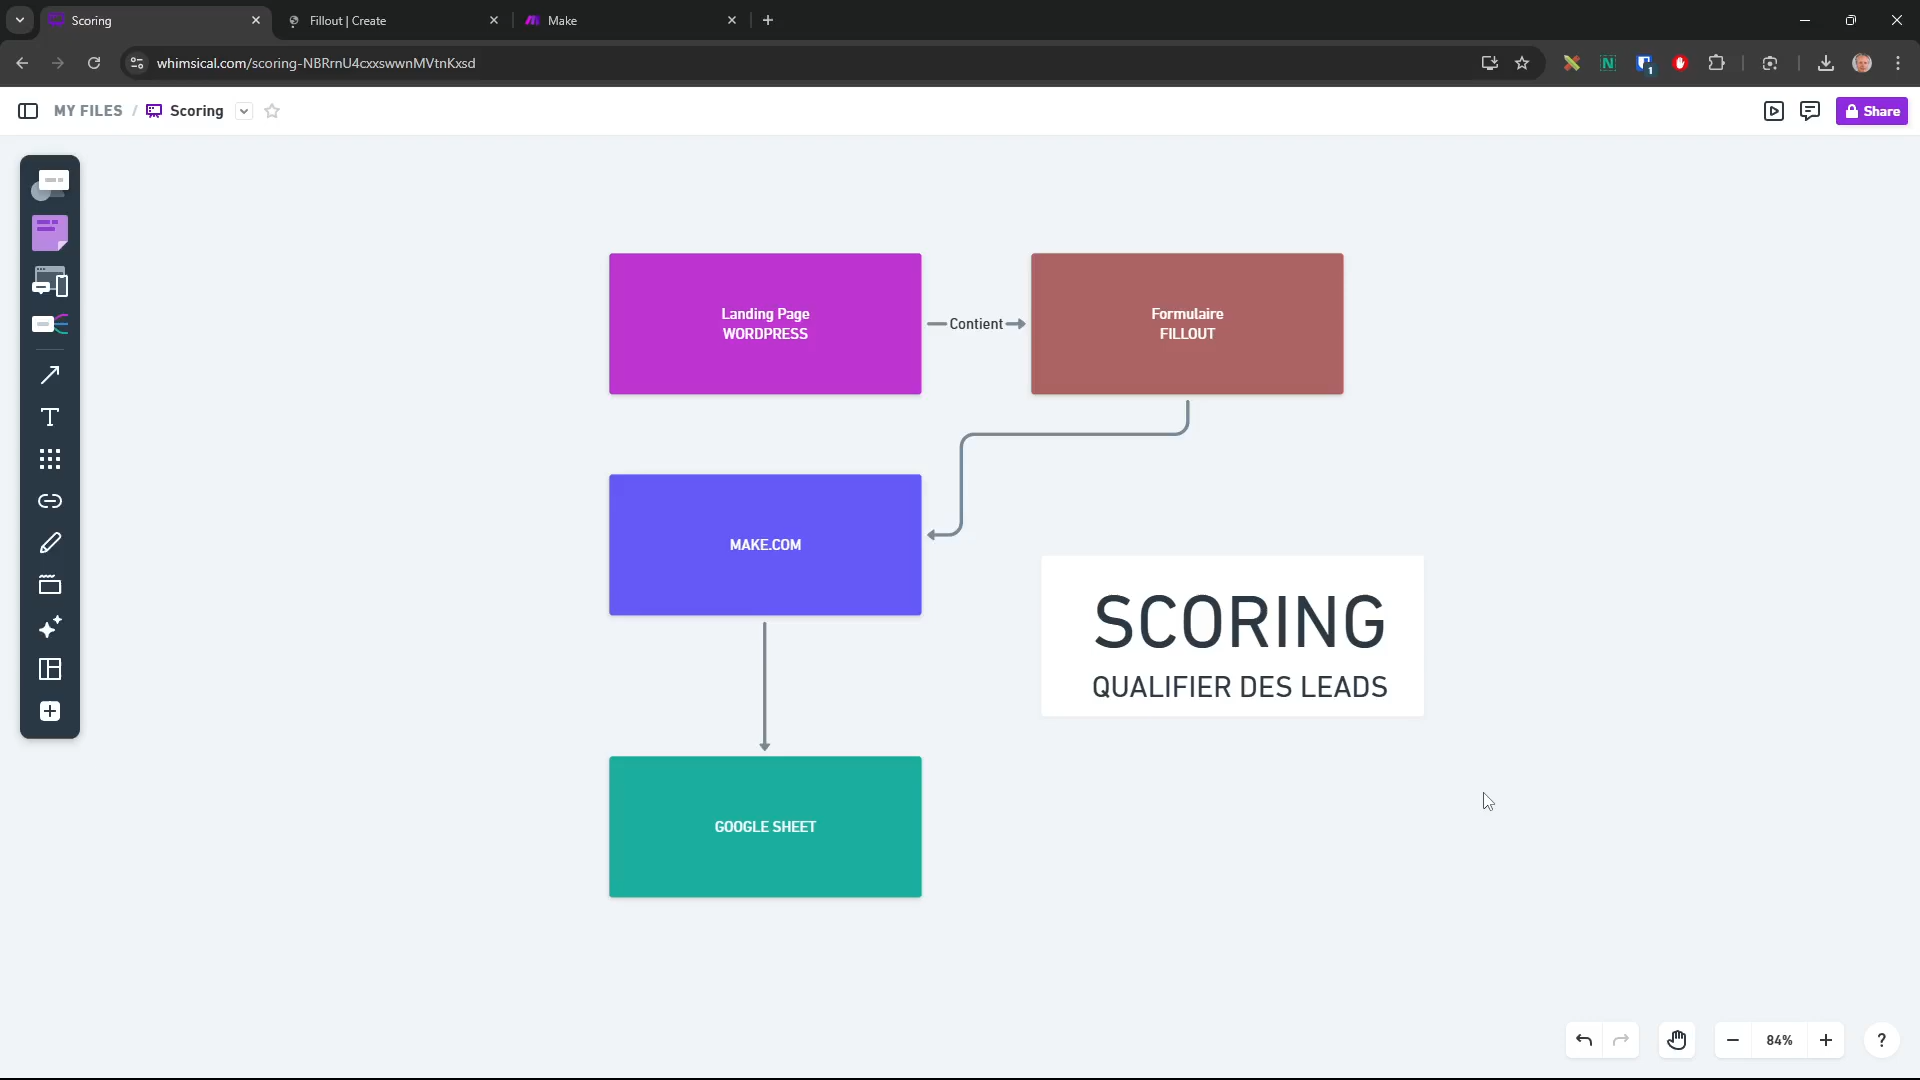 Scoring
Fillout | Create
Make
whimsical.com/scoring-NBRrnU4cxxswwnMVtnKxsd
1
MY FILES / Scoring
Share
Landing Page
WORDPRESS
Contient
Formulaire
FILLOUT
MAKE.COM
SCORING
QUALIFIER DES LEADS
GOOGLE SHEET
84%
?